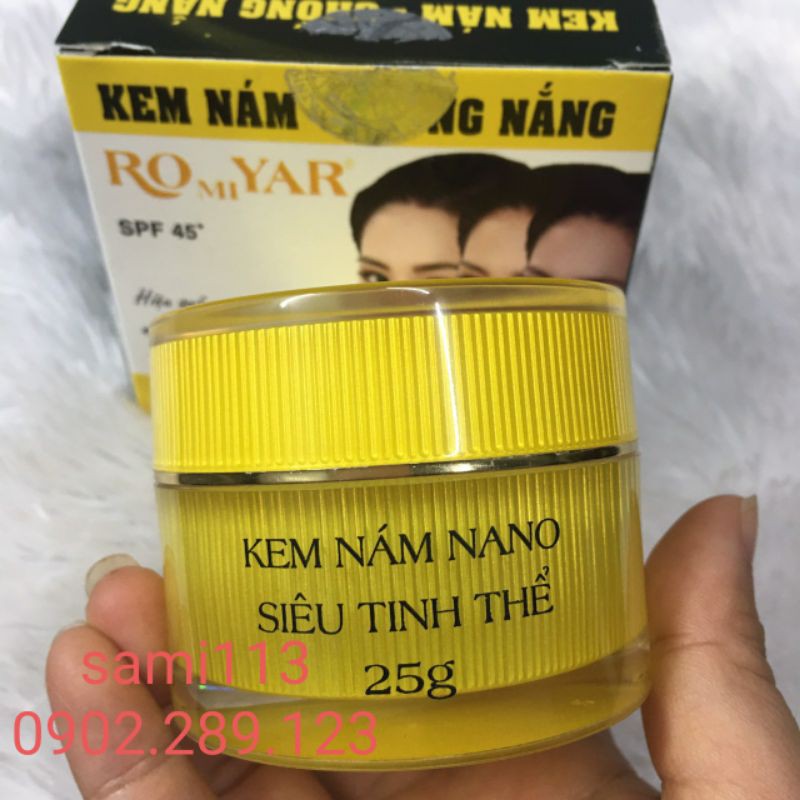 KEM NÁM - CHỐNG NẮNG
KEM NÁM NG NẮNG
ROMIYAR®
SPF 45+
KEM NÁM NANO
SIÊU TINH THỂ
25g
sami113
0902.289.123